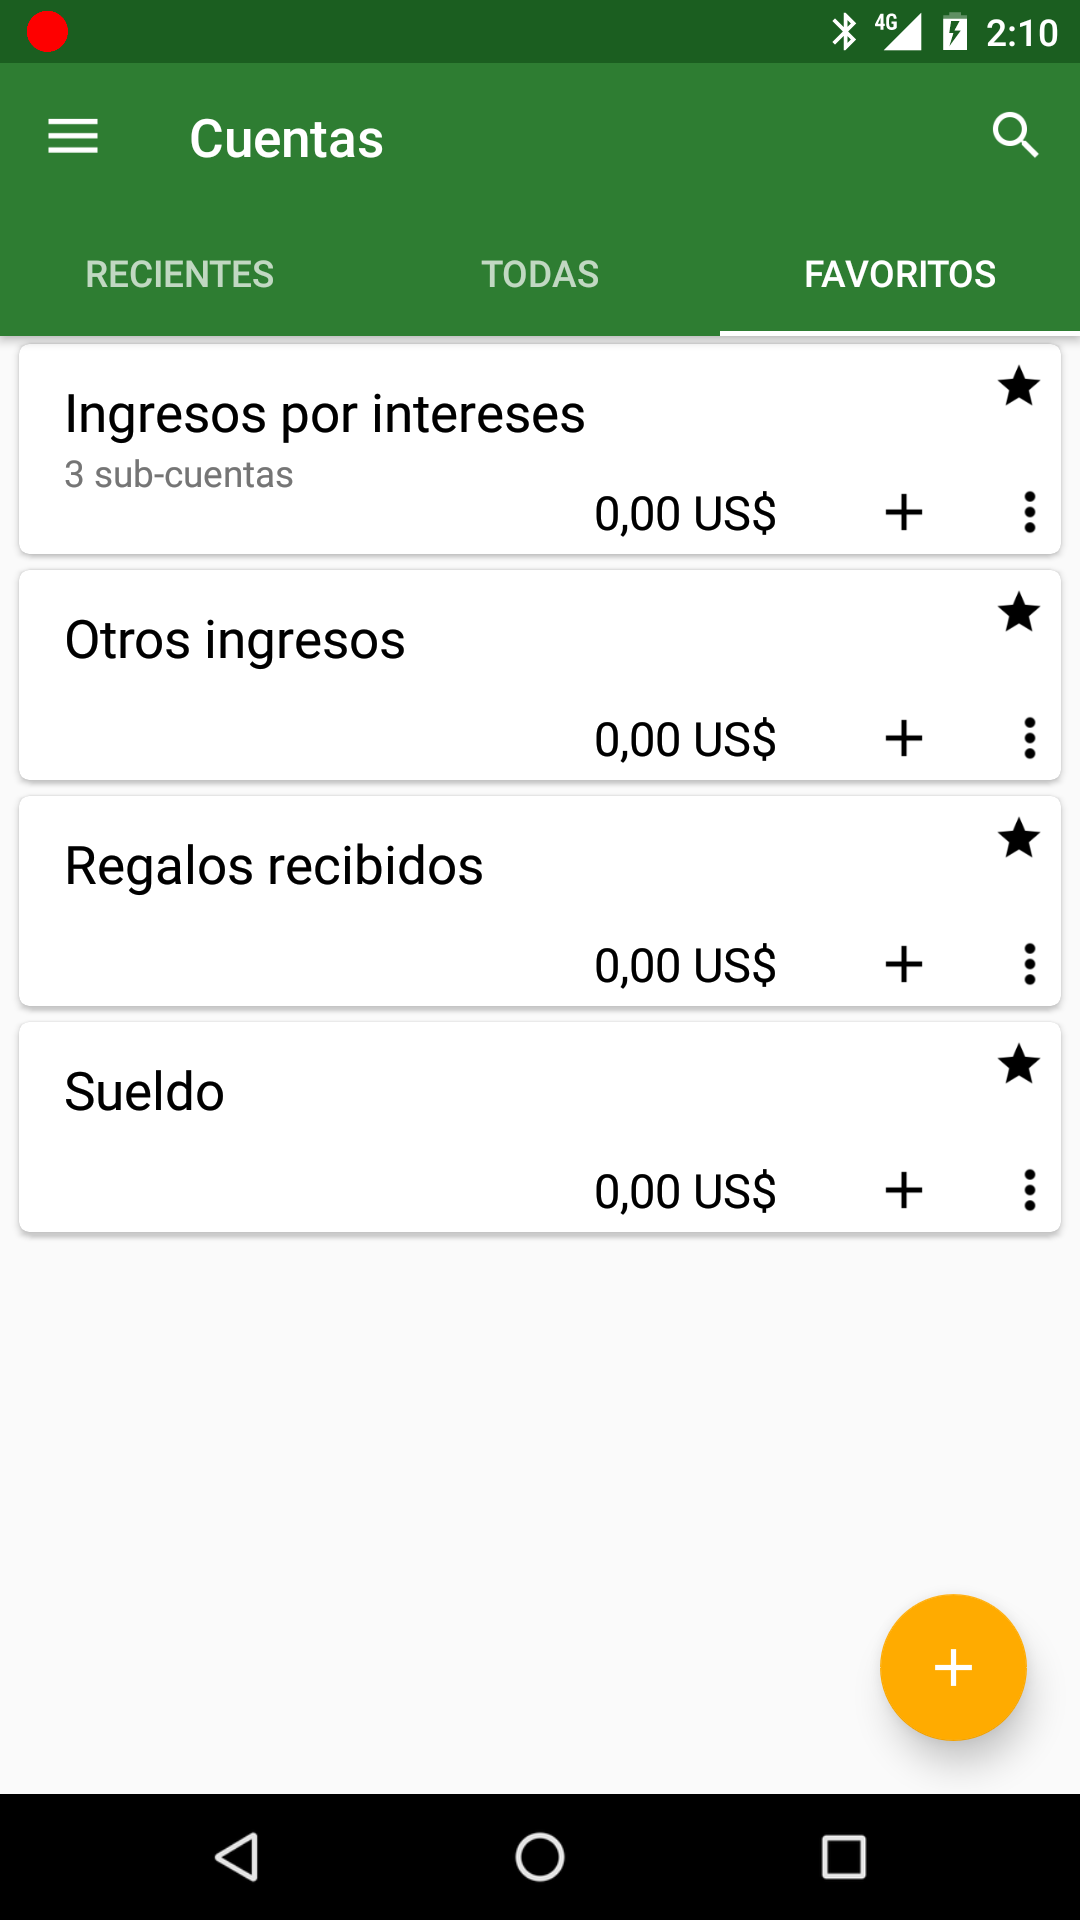 4G 2:10
Cuentas
RECIENTES TODAS FAVORITOS
Ingresos por intereses
3 sub-cuentas
0,00 US$
Otros ingresos
0,00 US$
Regalos recibidos
0,00 US$
Sueldo
0,00 US$